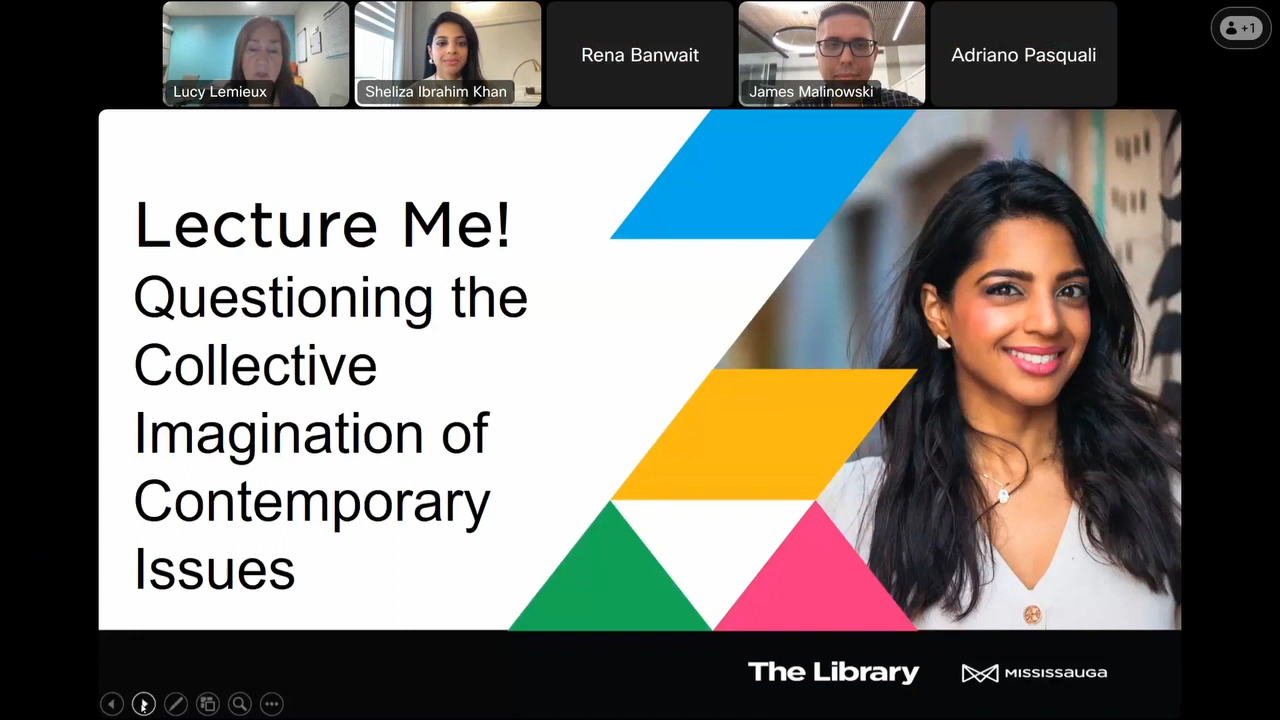 Lucy Lemieux
Sheliza Ibrahim Khan
Rena Banwait
James Malinowski
Adriano Pasquali
+1
Lecture Me!
Questioning the
Collective
Imagination of
Contemporary
Issues
The Library
MISSISSAUGA